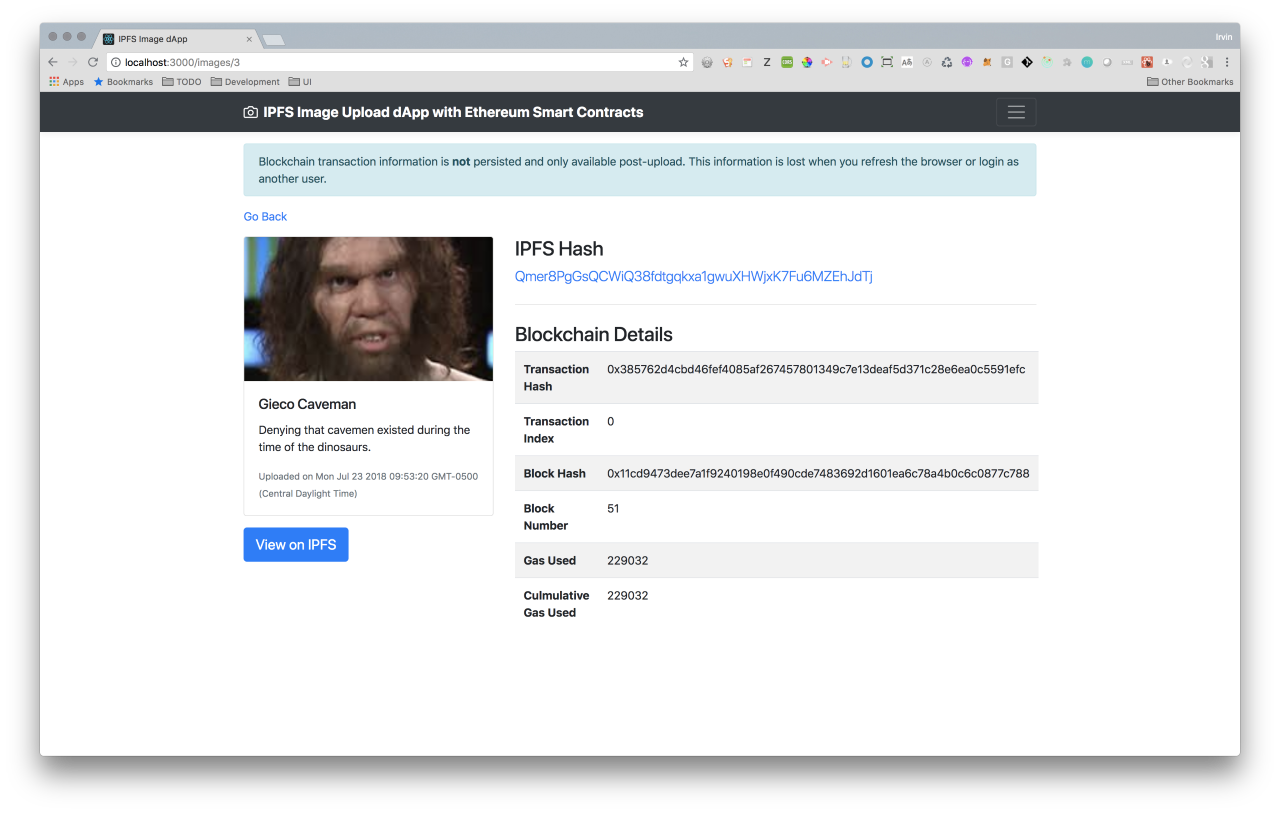 IPFS Image dApp
Irvin
localhost:3000/images/3
Apps Bookmarks TODO Development UI Other Bookmarks
IPFS Image Upload dApp with Ethereum Smart Contracts
Blockchain transaction information is not persisted and only available post-upload. This information is lost when you refresh the browser or login as
another user.
Go Back
Gieco Caveman
Denying that cavemen existed during the
time of the dinosaurs.
Uploaded on Mon Jul 23 2018 09:53:20 GMT-0500
(Central Daylight Time)
View on IPFS
IPFS Hash
Qmer8PgGsQCWiQ38fdtgqkxa1gwuXHWjxK7Fu6MZEhJdTj
Blockchain Details
Transaction 0x385762d4cbd46fef4085af267457801349c7e13deaf5d371c28e6ea0c5591efc
Hash
Transaction 0
Index
Block Hash 0x11cd9473dee7a1f9240198e0f490cde7483692d1601ea6c78a4b0c6c0877c788
Block 51
Number
Gas Used 229032
Culmulative 229032
Gas Used